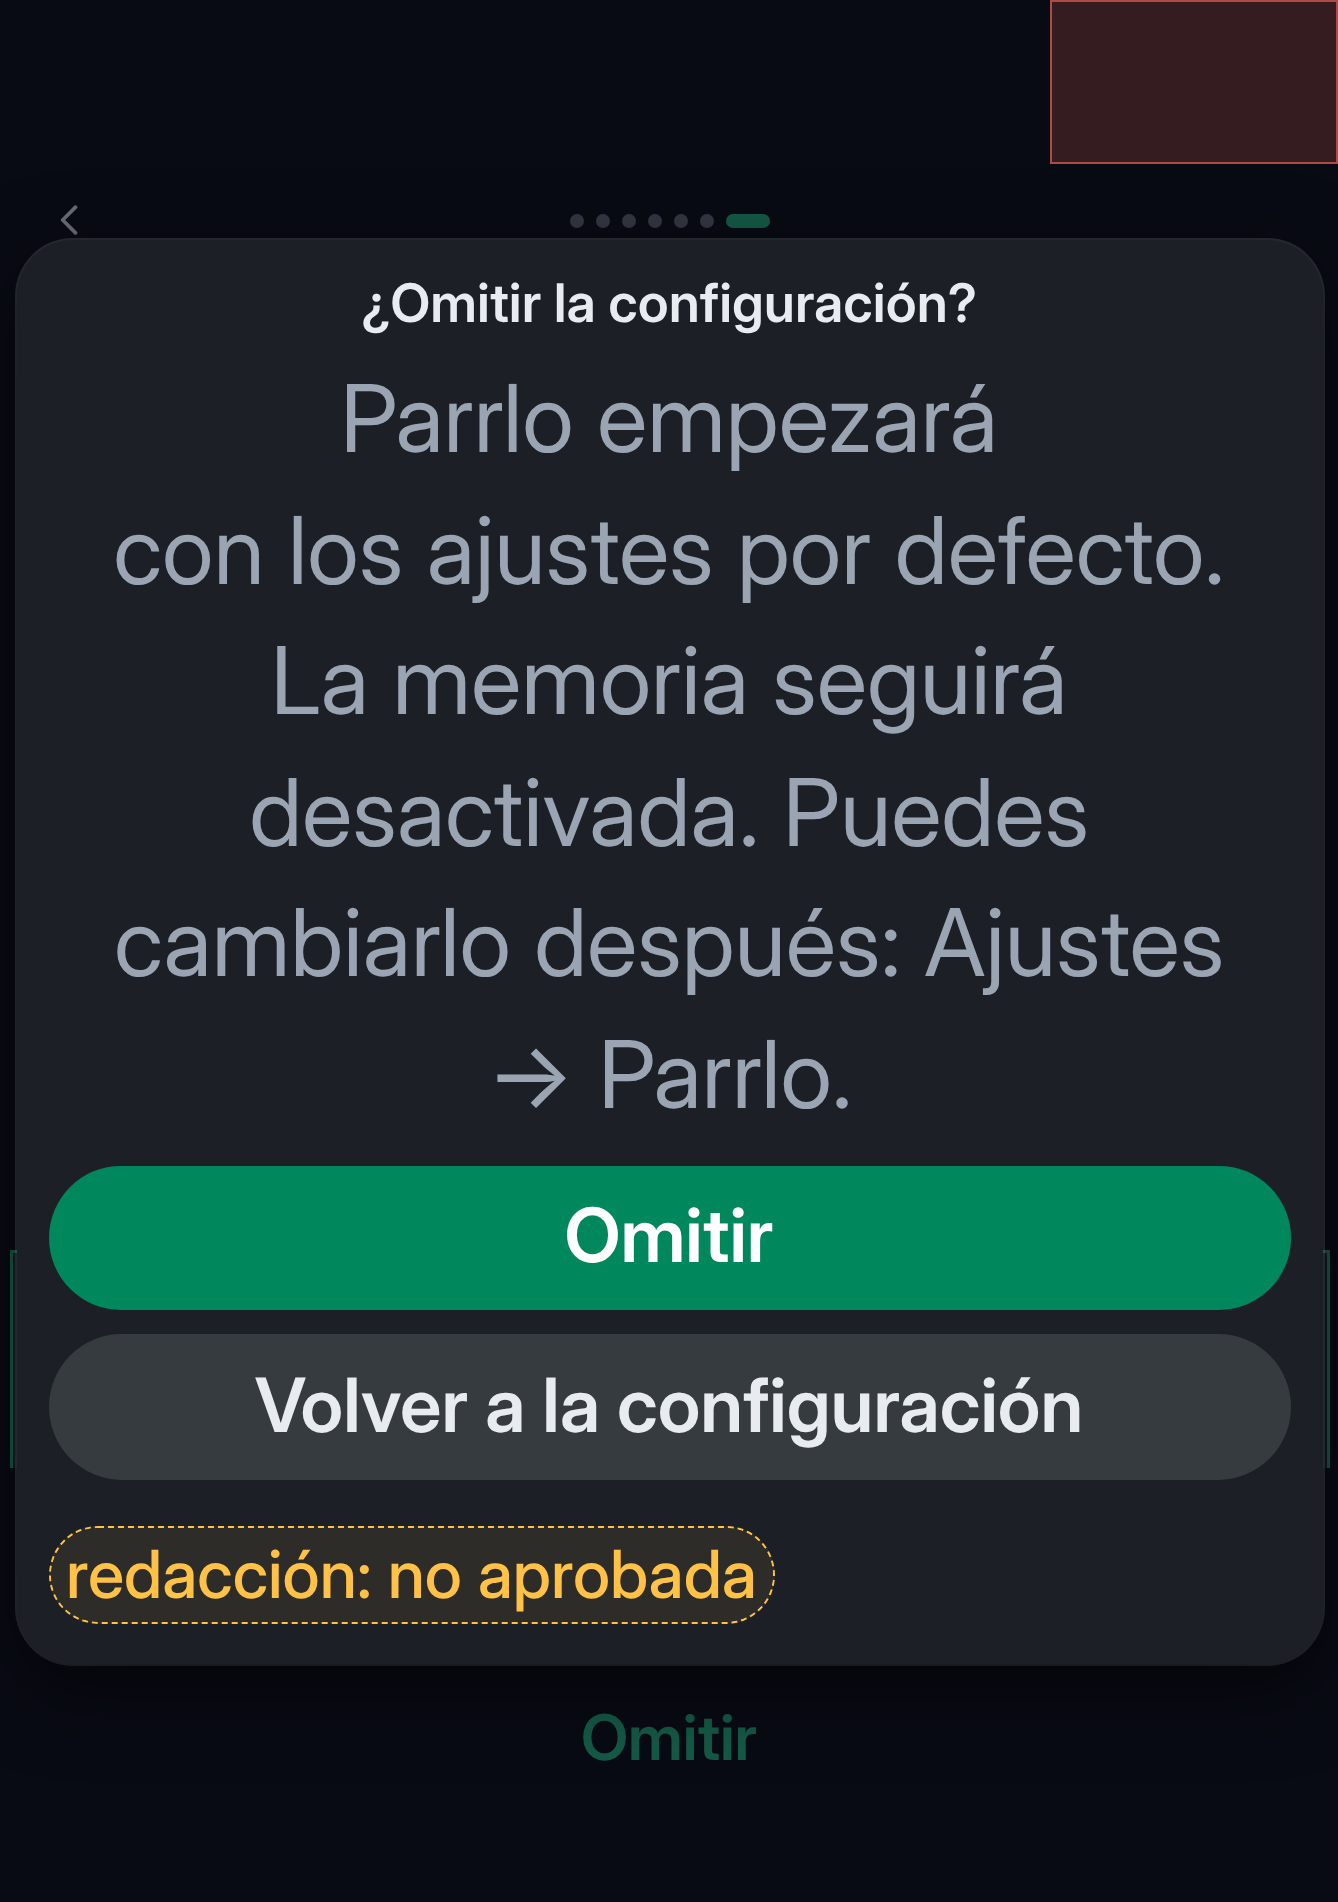 ¿Omitir la configuración?
Parrlo empezará
con los ajustes por defecto.
La memoria seguirá
desactivada. Puedes
cambiarlo después: Ajustes
→ Parrlo.
Omitir
Volver a la configuración
redacción: no aprobada
Omitir